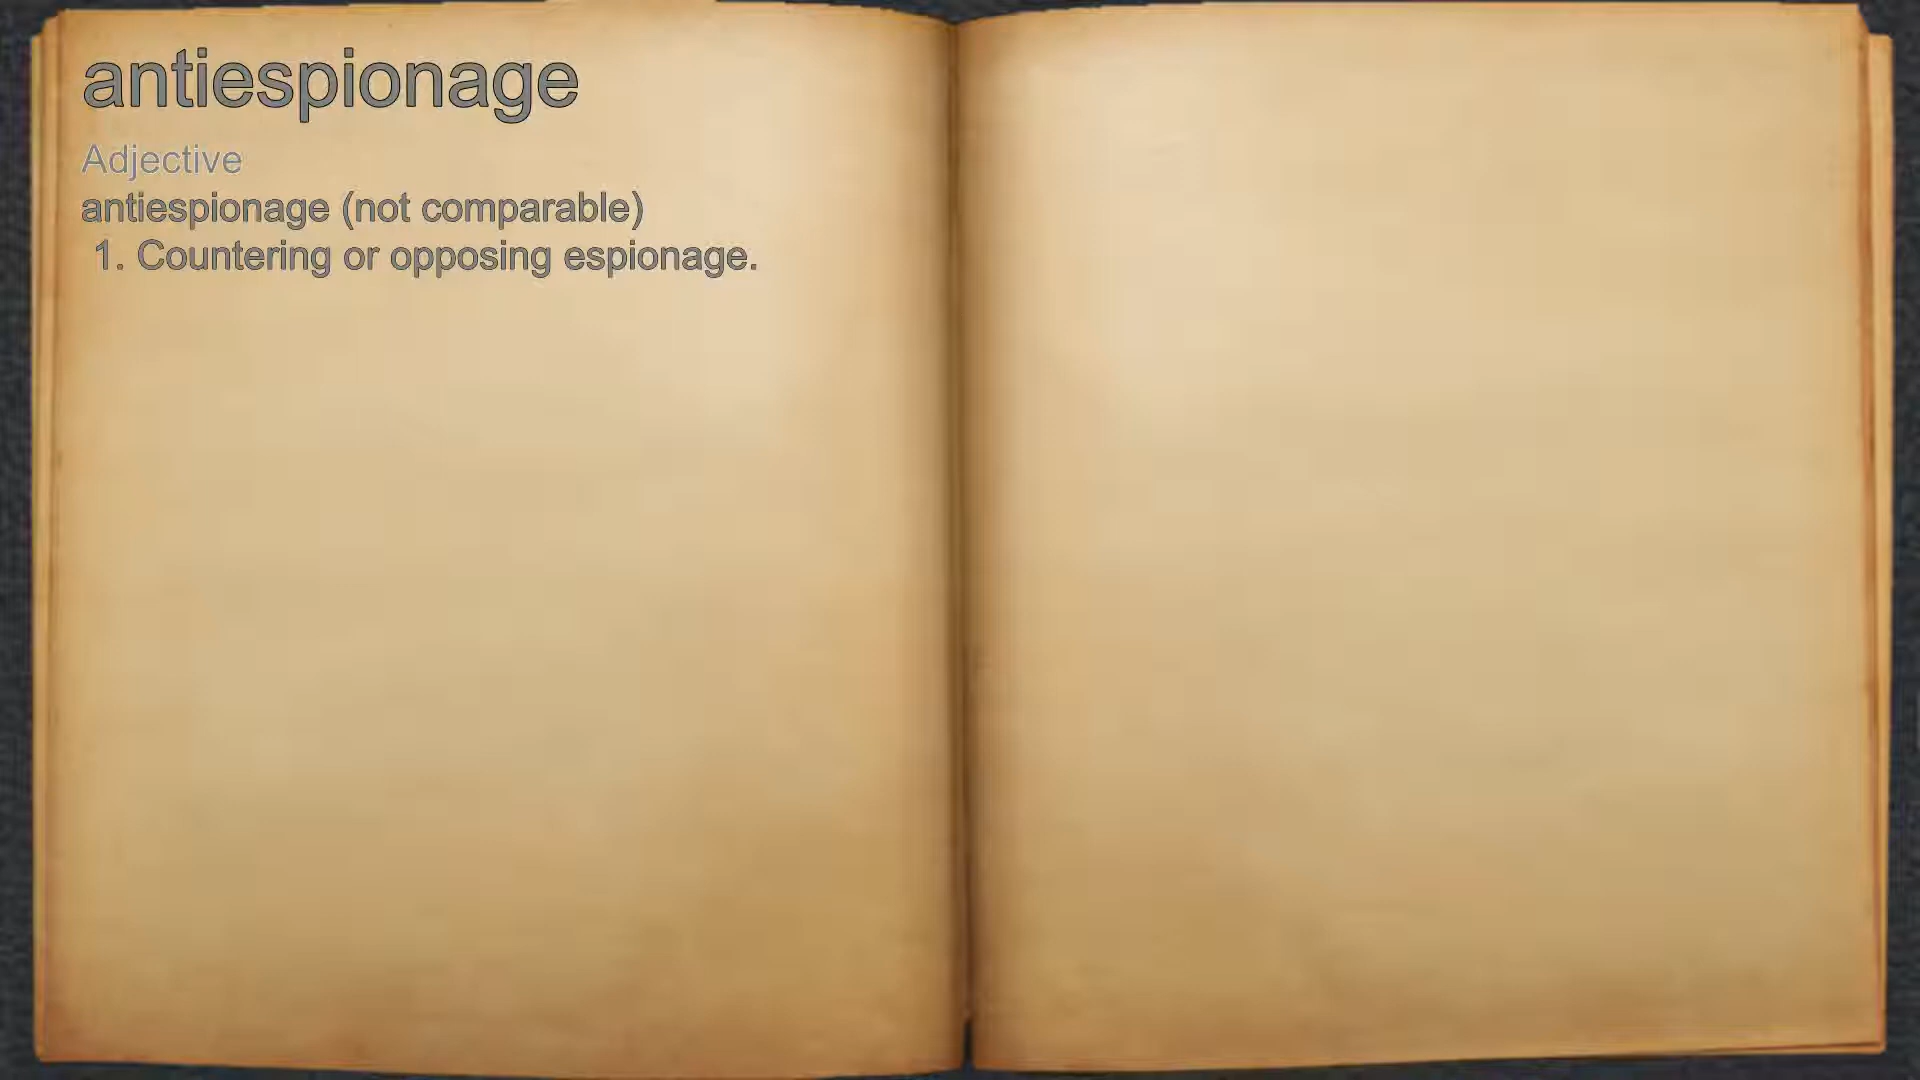 antiespionage
Adjective
antiespionage (not comparable)
1. Countering or opposing espionage.